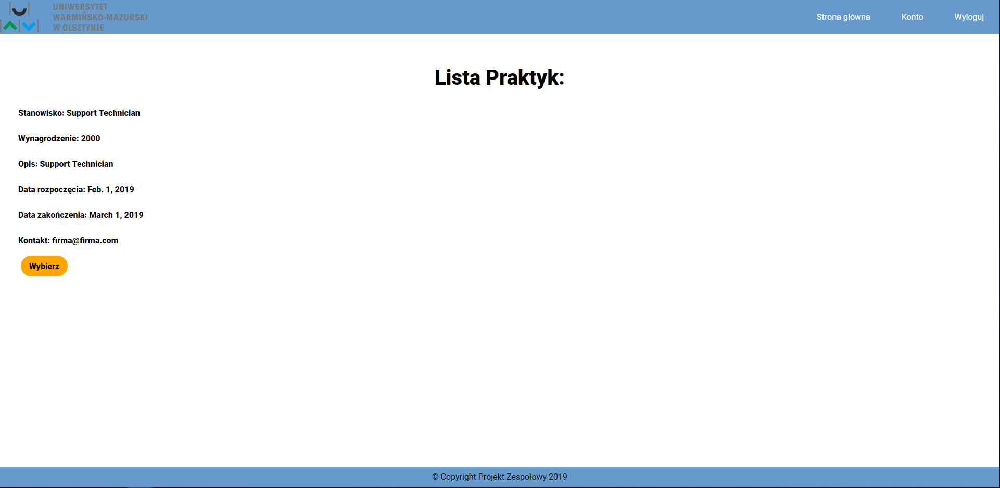 UNIWERSYTET
WARMIŃSKO-MAZURSKI
W OLSZTYNIE
Strona główna
Konto
Wyloguj
Lista Praktyk:
Stanowisko: Support Technician
Wynagrodzenie: 2000
Opis: Support Technician
Data rozpoczęcia: Feb. 1, 2019
Data zakończenia: March 1, 2019
Kontakt: firma@firma.com
Wybierz
© Copyright Projekt Zespołowy 2019